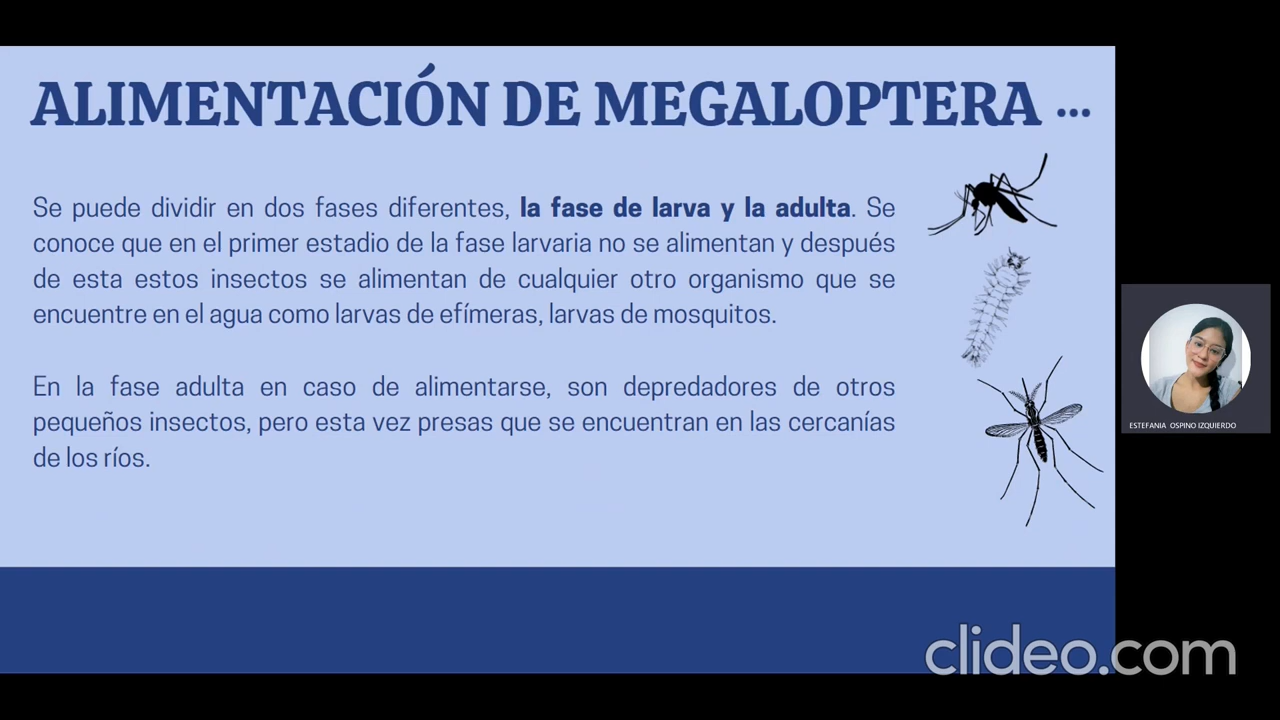 ALIMENTACIÓN DE MEGALOPTERA ...
Se puede dividir en dos fases diferentes, la fase de larva y la adulta. Se
conoce que en el primer estadio de la fase larvaria no se alimentan y después
de esta estos insectos se alimentan de cualquier otro organismo que se
encuentre en el agua como larvas de efímeras, larvas de mosquitos.
En la fase adulta en caso de alimentarse, son depredadores de otros
pequeños insectos, pero esta vez presas que se encuentran en las cercanías
de los ríos.
ESTEFANIA OSPINO IZQUIERDO
clideo.com